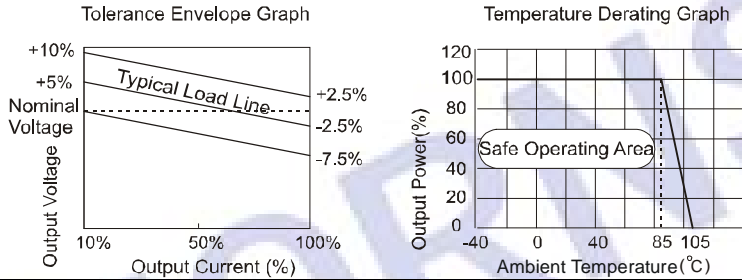 Tolerance Envelope Graph
+10%
+5%
Nominal
Voltage
Typical Load Line
+2.5%
-2.5%
-7.5%
Output Voltage
10%
50%
100%
Output Current (%)
Temperature Derating Graph
120
100
80
60
40
20
0
Output Power(%)
Safe Operating Area
-40
0
40
85
105
Ambient Temperature(°C)